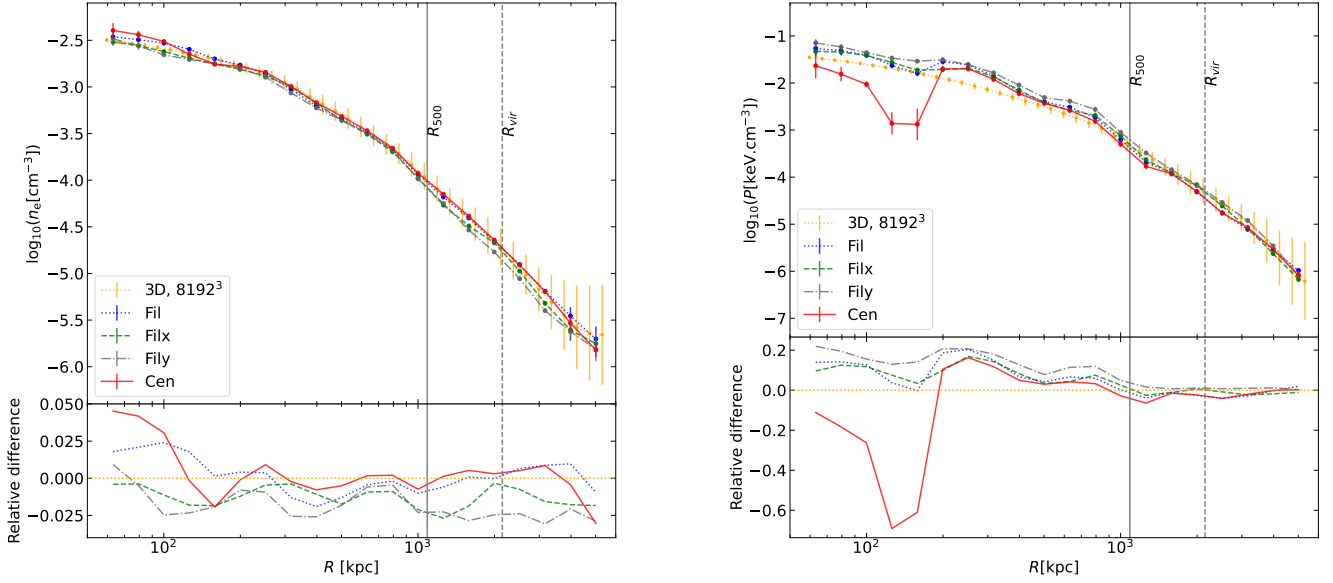 −2.5
−3.0
−3.5
−4.0
−4.5
−5.0
−5.5
−6.0
log₁₀(nₑ[cm⁻³])
R₅₀₀
R_vir
3D, 8192³
Fil
Filx
Fily
Cen
0.050
0.025
0.000
−0.025
Relative difference
10²
10³
R [kpc]
−1
−2
−3
−4
−5
−6
−7
log₁₀(P[keV.cm⁻³])
R₅₀₀
R_vir
3D, 8192³
Fil
Filx
Fily
Cen
0.2
0.0
−0.2
−0.4
−0.6
Relative difference
10²
10³
R[kpc]